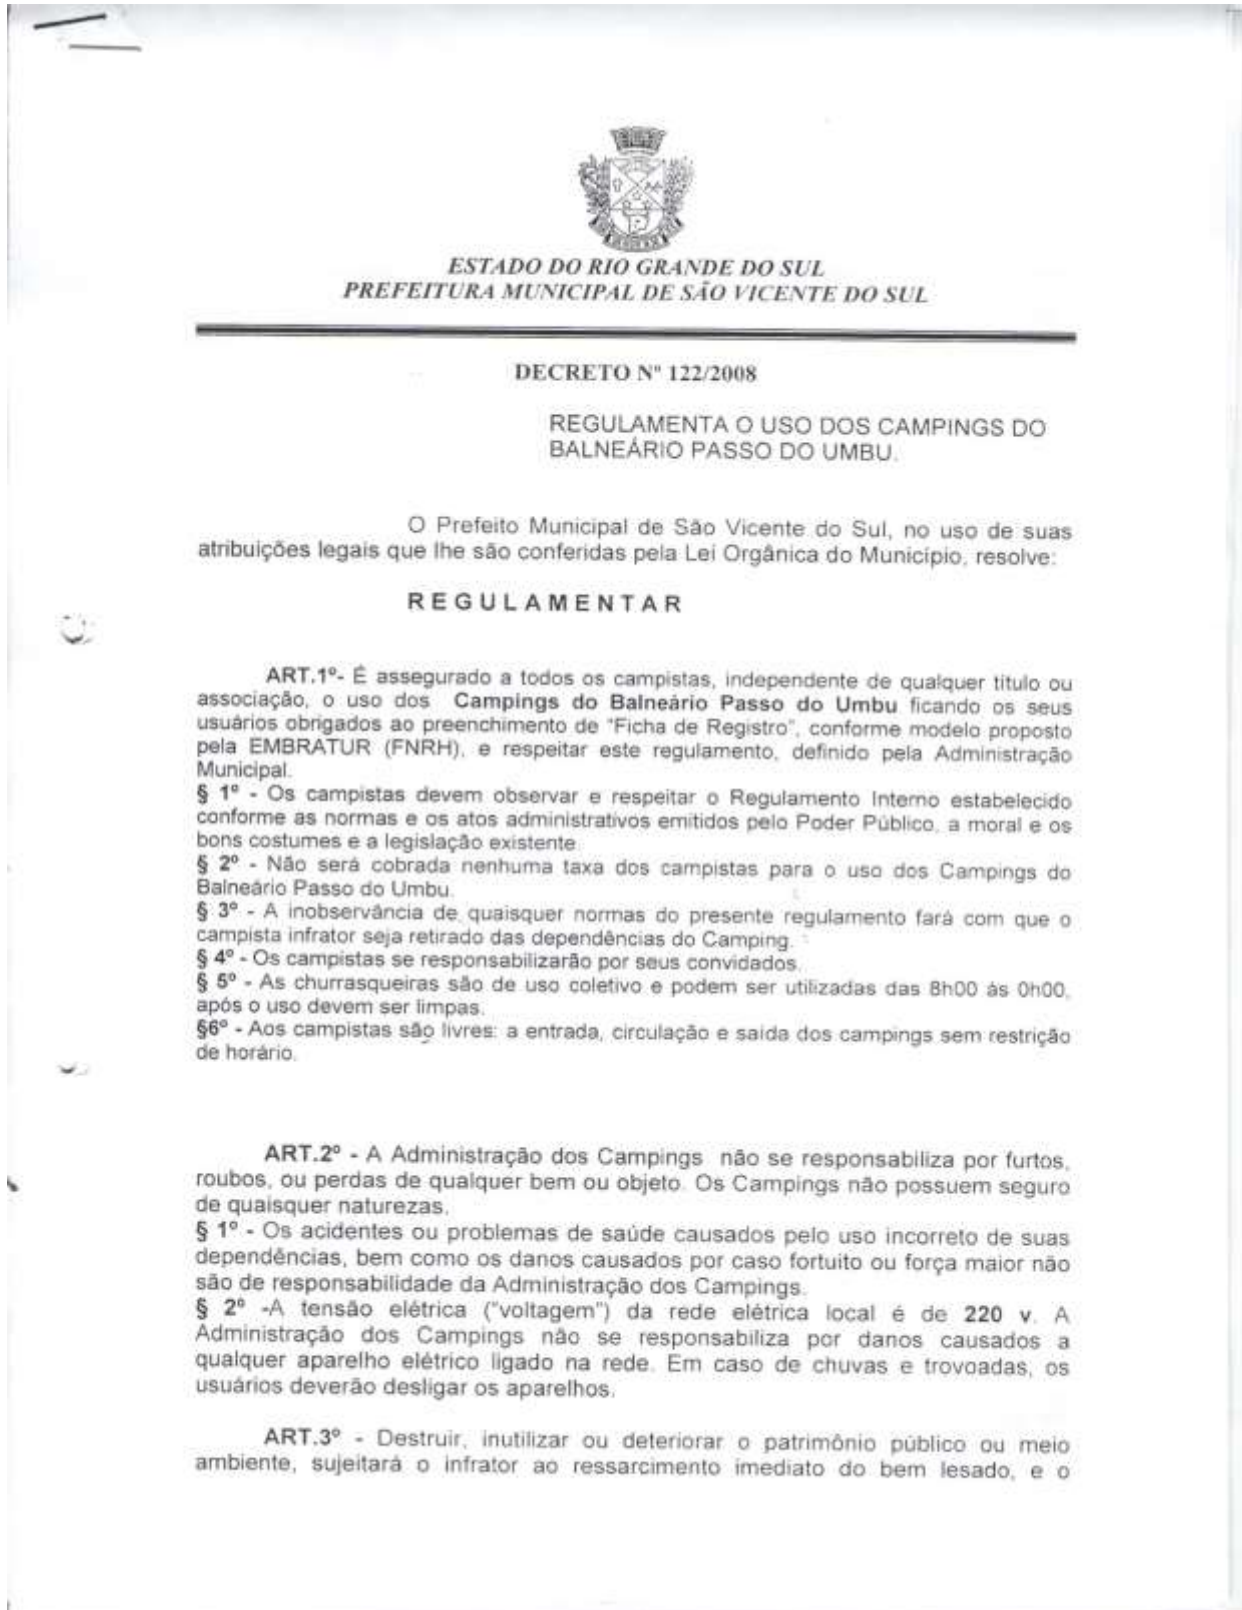 ESTADO DO RIO GRANDE DO SUL
PREFEITURA MUNICIPAL DE SÃO VICENTE DO SUL
DECRETO Nº 122/2008
REGULAMENTA O USO DOS CAMPINGS DO
BALNEÁRIO PASSO DO UMBU.
O Prefeito Municipal de São Vicente do Sul, no uso de suas
atribuições legais que lhe são conferidas pela Lei Orgânica do Município, resolve:
REGULAMENTAR
ART.1º- É assegurado a todos os campistas, independente de qualquer título ou
associação, o uso dos Campings do Balneário Passo do Umbu ficando os seus
usuários obrigados ao preenchimento de "Ficha de Registro", conforme modelo proposto
pela EMBRATUR (FNRH), e respeitar este regulamento, definido pela Administração
Municipal.
§ 1º - Os campistas devem observar e respeitar o Regulamento Interno estabelecido
conforme as normas e os atos administrativos emitidos pelo Poder Público, a moral e os
bons costumes e a legislação existente.
§ 2º - Não será cobrada nenhuma taxa dos campistas para o uso dos Campings do
Balneário Passo do Umbu.
§ 3º - A inobservância de quaisquer normas do presente regulamento fará com que o
campista infrator seja retirado das dependências do Camping.
§ 4º - Os campistas se responsabilizarão por seus convidados.
§ 5º - As churrasqueiras são de uso coletivo e podem ser utilizadas das 8h00 às 0h00,
após o uso devem ser limpas.
§6º - Aos campistas são livres: a entrada, circulação e saída dos campings sem restrição
de horário.
ART.2º - A Administração dos Campings não se responsabiliza por furtos,
roubos, ou perdas de qualquer bem ou objeto. Os Campings não possuem seguro
de quaisquer naturezas.
§ 1º - Os acidentes ou problemas de saúde causados pelo uso incorreto de suas
dependências, bem como os danos causados por caso fortuito ou força maior não
são de responsabilidade da Administração dos Campings.
§ 2º -A tensão elétrica ("voltagem") da rede elétrica local é de 220 v. A
Administração dos Campings não se responsabiliza por danos causados a
qualquer aparelho elétrico ligado na rede. Em caso de chuvas e trovoadas, os
usuários deverão desligar os aparelhos.
ART.3º - Destruir, inutilizar ou deteriorar o patrimônio público ou meio
ambiente, sujeitará o infrator ao ressarcimento imediato do bem lesado, e o